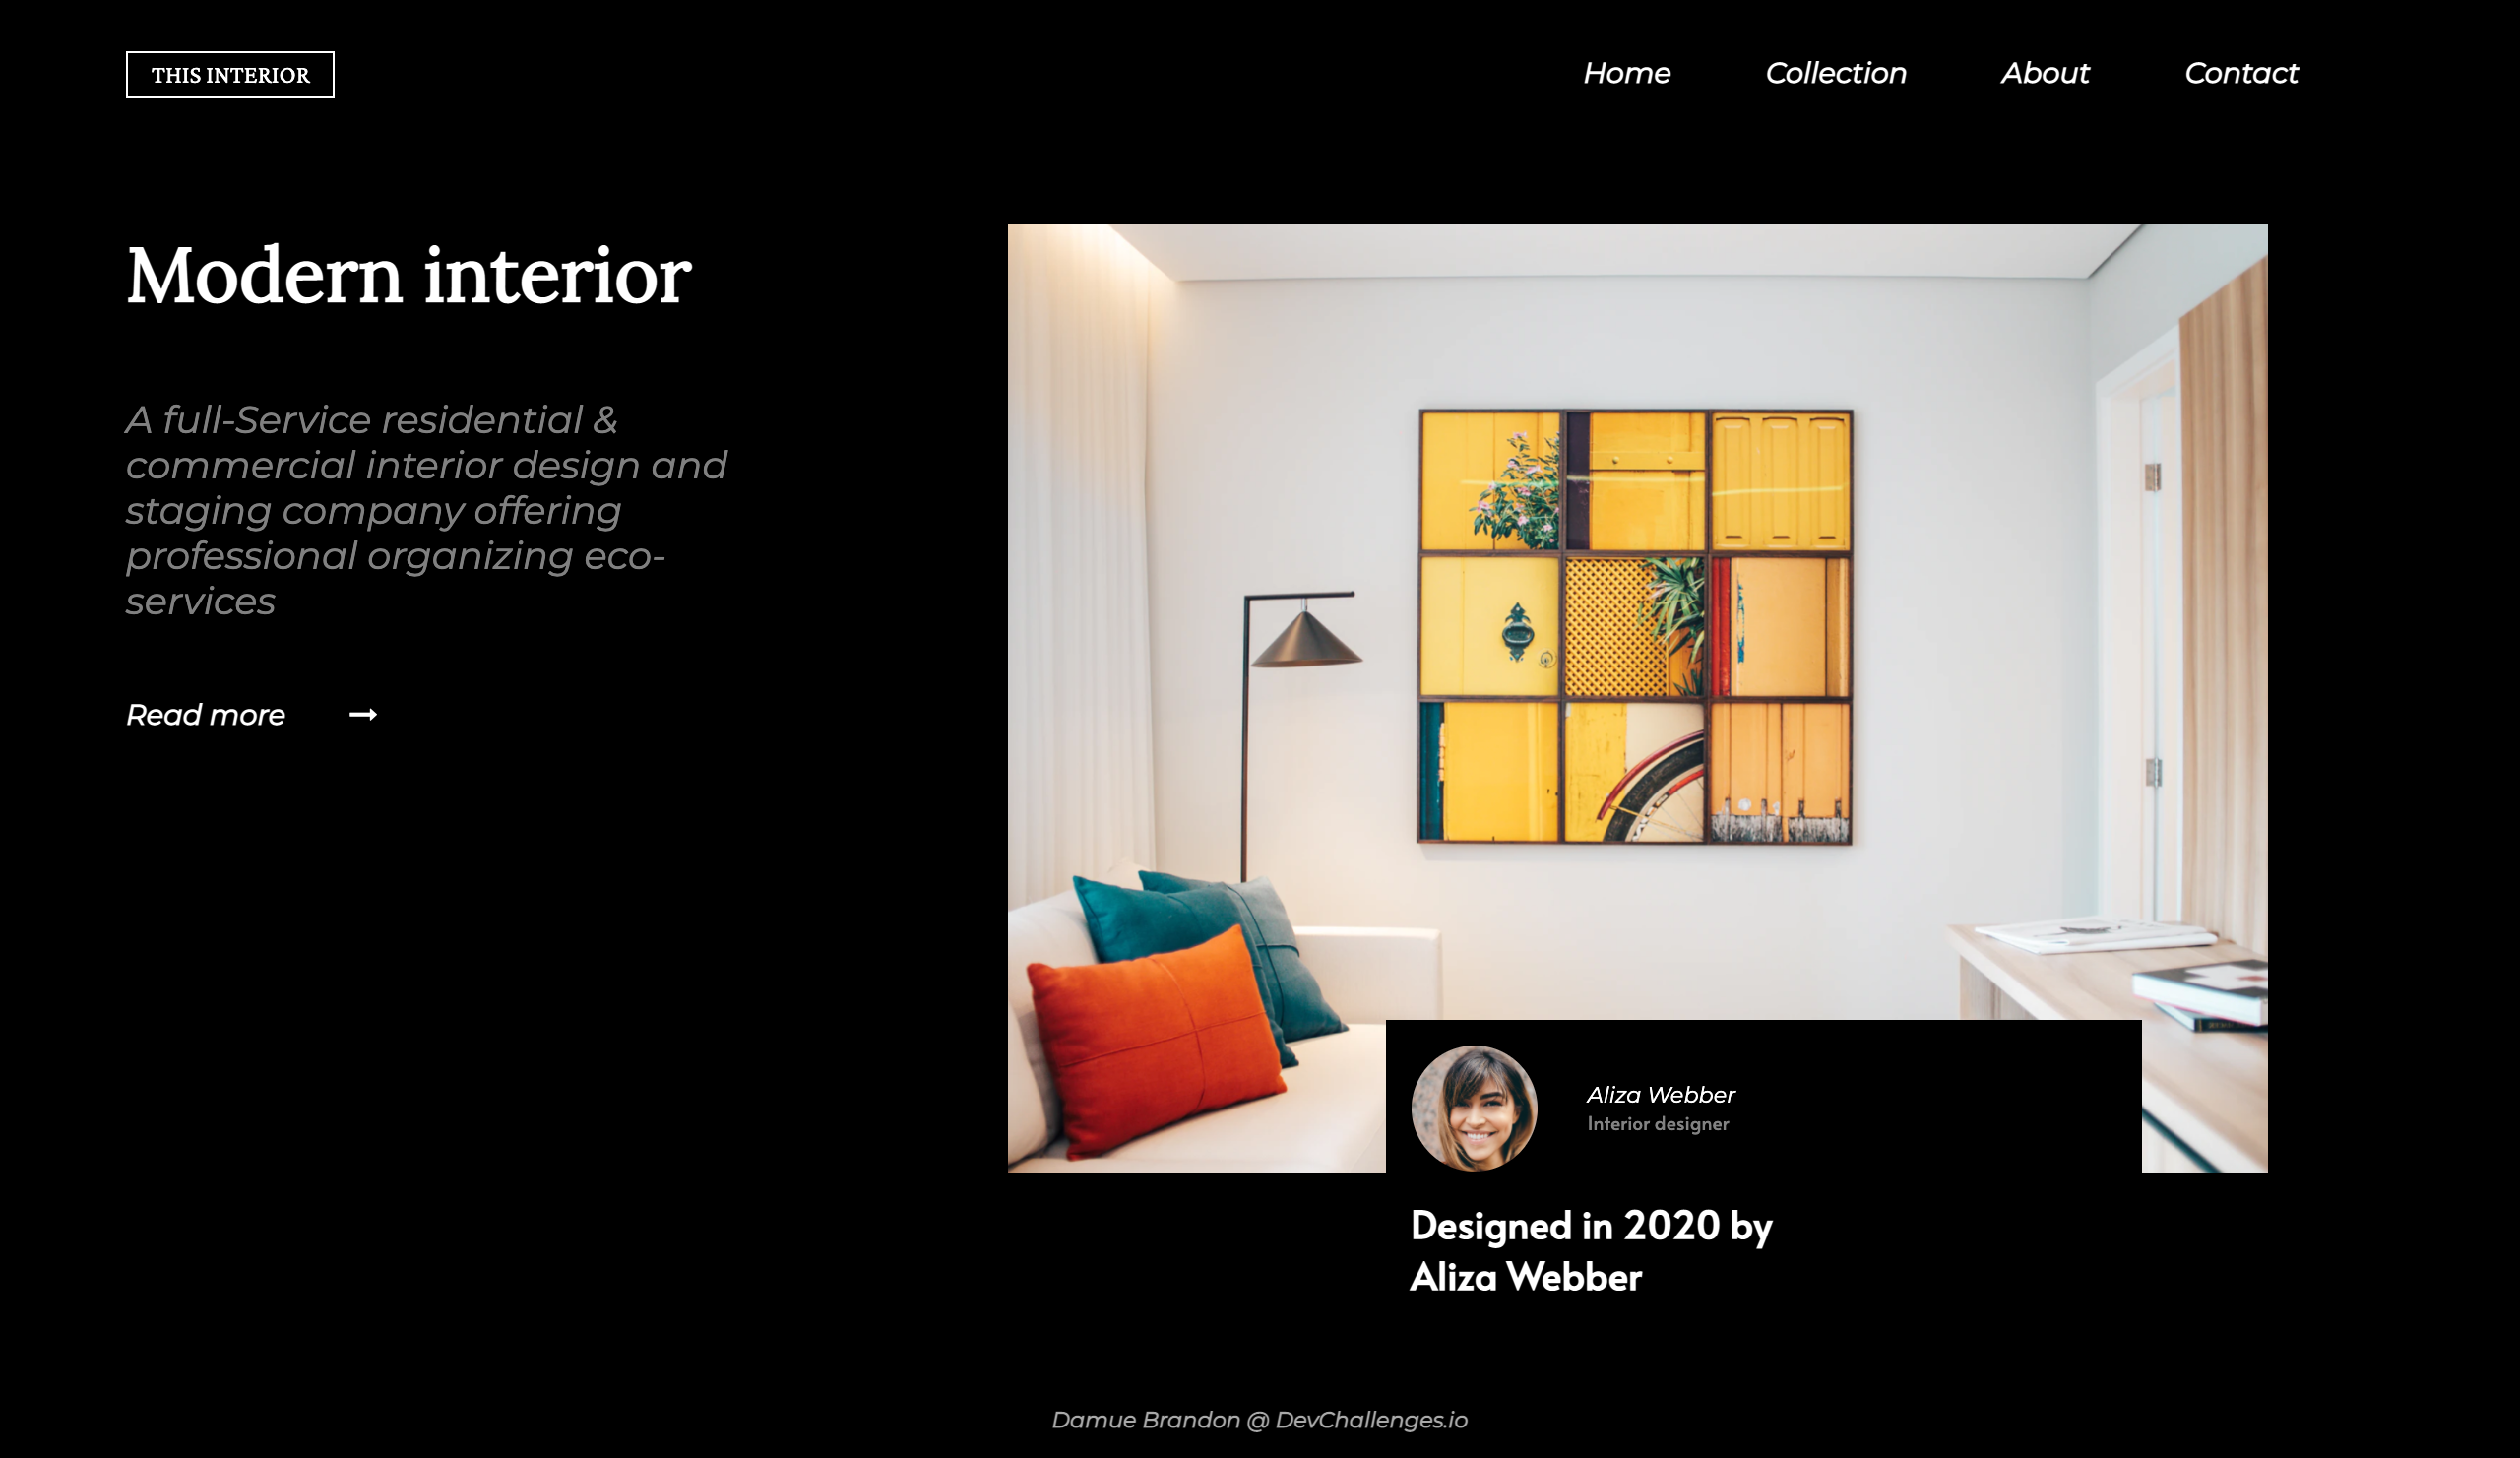 THIS INTERIOR
Home Collection About Contact
Modern interior
A full-Service residential &
commercial interior design and
staging company offering
professional organizing eco-
services
Read more
Aliza Webber
Interior designer
Designed in 2020 by
Aliza Webber
Damue Brandon @ DevChallenges.io